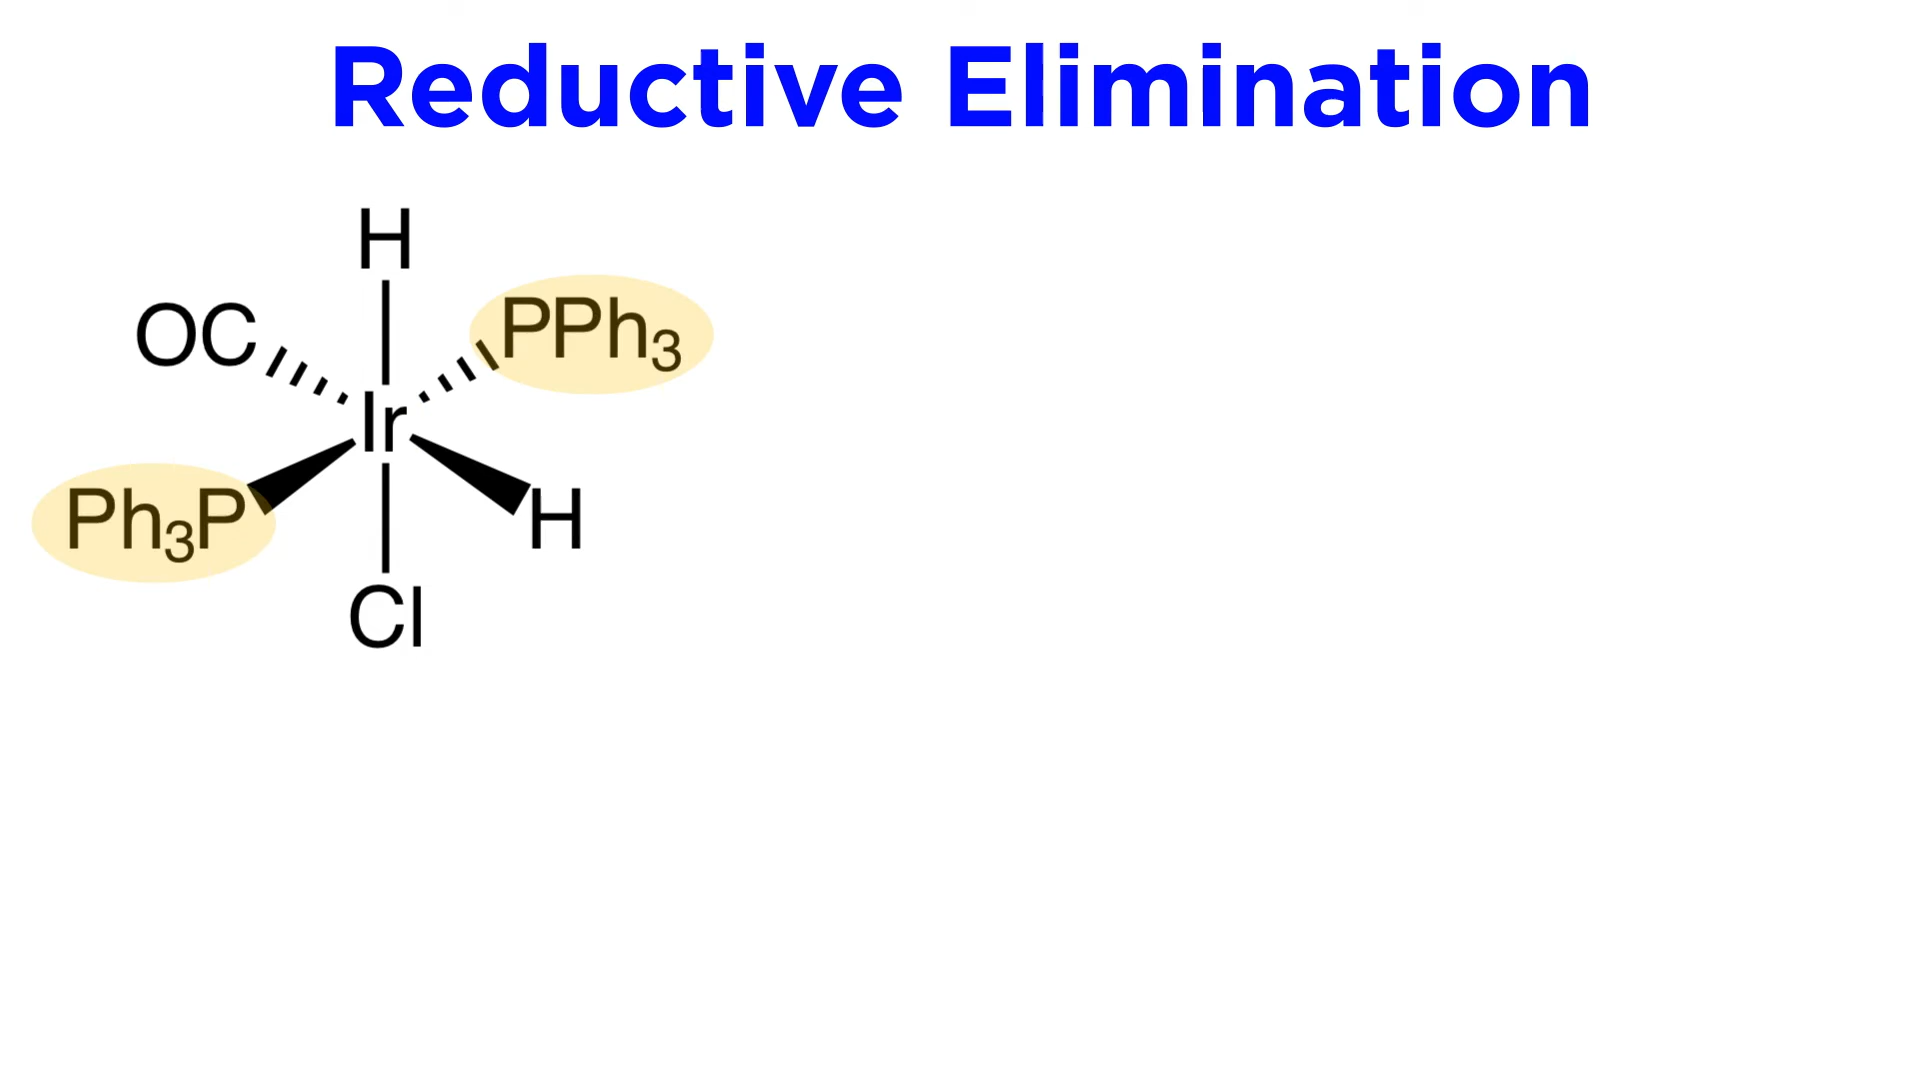 Reductive Elimination
H
OC
PPh3
Ir
Ph3P
H
Cl